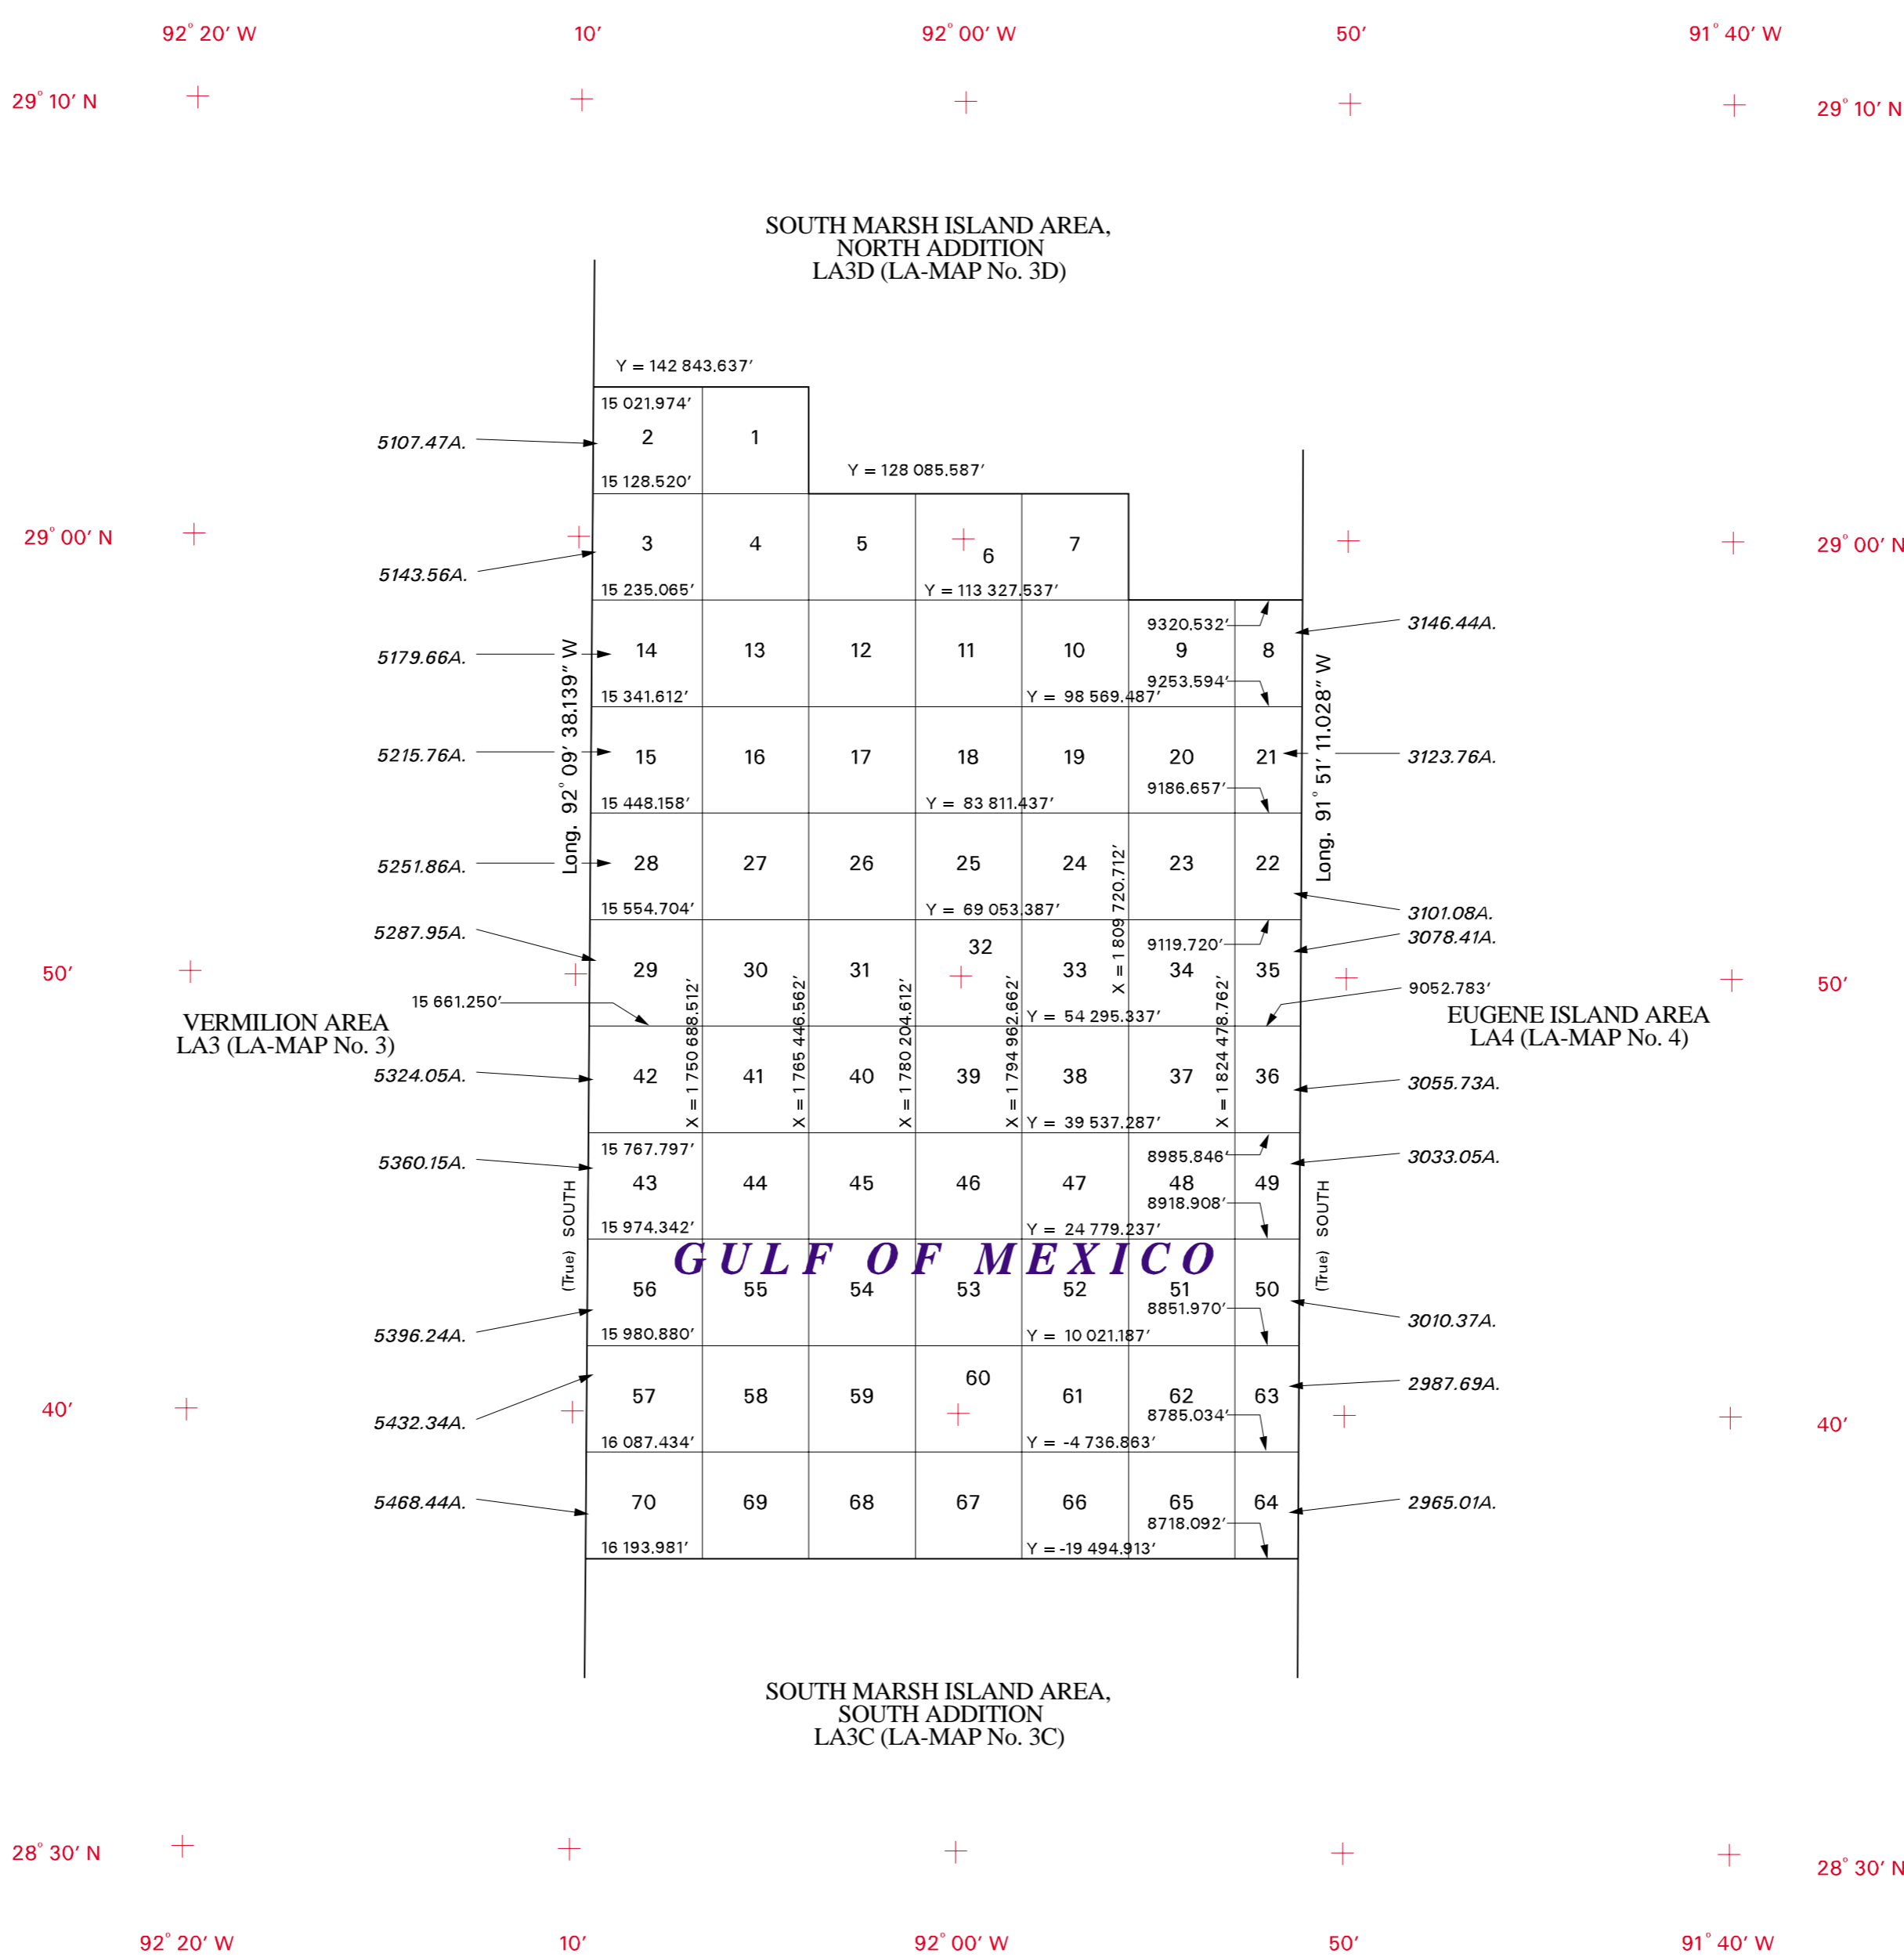 92° 20′ W
10′
92° 00′ W
50′
91° 40′ W
29° 10′ N
29° 10′ N
SOUTH MARSH ISLAND AREA,
NORTH ADDITION
LA3D (LA-MAP No. 3D)
Y = 142 843.637′
15 021.974′
5107.47A.
2
1
Y = 128 085.587′
15 128.520′
29° 00′ N
29° 00′ N
3
4
5
6
7
5143.56A.
15 235.065′
Y = 113 327.537′
9320.532′
3146.44A.
5179.66A.
14
13
12
11
10
9
8
9253.594′
15 341.612′
Y = 98 569.487′
Long. 92° 09′ 38.139″ W
Long. 91° 51′ 11.028″ W
5215.76A.
15
16
17
18
19
20
21
3123.76A.
9186.657′
15 448.158′
Y = 83 811.437′
5251.86A.
28
27
26
25
24
23
22
3101.08A.
15 554.704′
Y = 69 053.387′
X = 1 809 720.712′
5287.95A.
32
9119.720′
3078.41A.
50′
29
30
31
33
34
35
50′
9052.783′
15 661.250′
Y = 54 295.337′
VERMILION AREA
LA3 (LA-MAP No. 3)
EUGENE ISLAND AREA
LA4 (LA-MAP No. 4)
X = 1 750 688.512′
X = 1 765 446.562′
X = 1 780 204.612′
X = 1 794 962.662′
X = 1 824 478.762′
5324.05A.
42
41
40
39
38
37
36
3055.73A.
Y = 39 537.287′
15 767.797′
8985.846′
5360.15A.
3033.05A.
43
44
45
46
47
48
49
8918.908′
15 974.342′
Y = 24 779.237′
(True) SOUTH
(True) SOUTH
GULF OF MEXICO
56
55
54
53
52
51
50
8851.970′
5396.24A.
3010.37A.
15 980.880′
Y = 10 021.187′
60
2987.69A.
40′
57
58
59
61
62
63
40′
5432.34A.
8785.034′
16 087.434′
Y = -4 736.863′
5468.44A.
70
69
68
67
66
65
64
2965.01A.
8718.092′
16 193.981′
Y = -19 494.913′
SOUTH MARSH ISLAND AREA,
SOUTH ADDITION
LA3C (LA-MAP No. 3C)
28° 30′ N
28° 30′ N
92° 20′ W
10′
92° 00′ W
50′
91° 40′ W